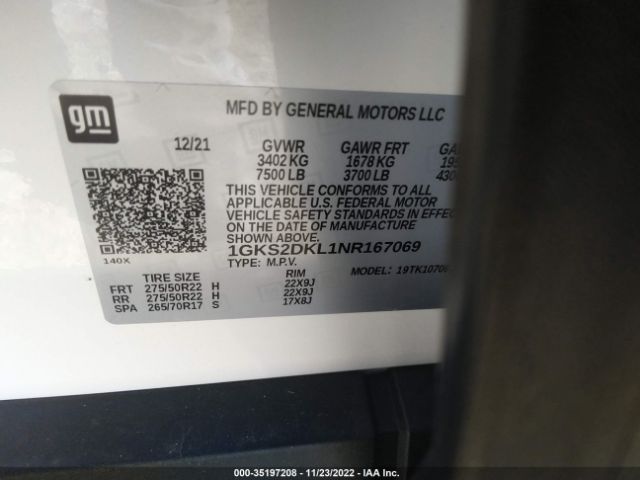 gm
MFD BY GENERAL MOTORS LLC
12/21 GVWR GAWR FRT
3402 KG 1678 KG
7500 LB 3700 LB
THIS VEHICLE CONFORMS TO ALL
APPLICABLE U.S. FEDERAL MOTOR
VEHICLE SAFETY STANDARDS IN EFFEC
ON THE DATE OF MANUFACTURE
SHOWN ABOVE.
140X
1GKS2DKL1NR167069
TYPE: M.P.V. MODEL:
TIRE SIZE RIM
FRT 275/50R22 H 22X9J
RR 275/50R22 H 22X9J
SPA 265/70R17 S 17X8J
000-35197208 - 11/23/2022 - IAA Inc.